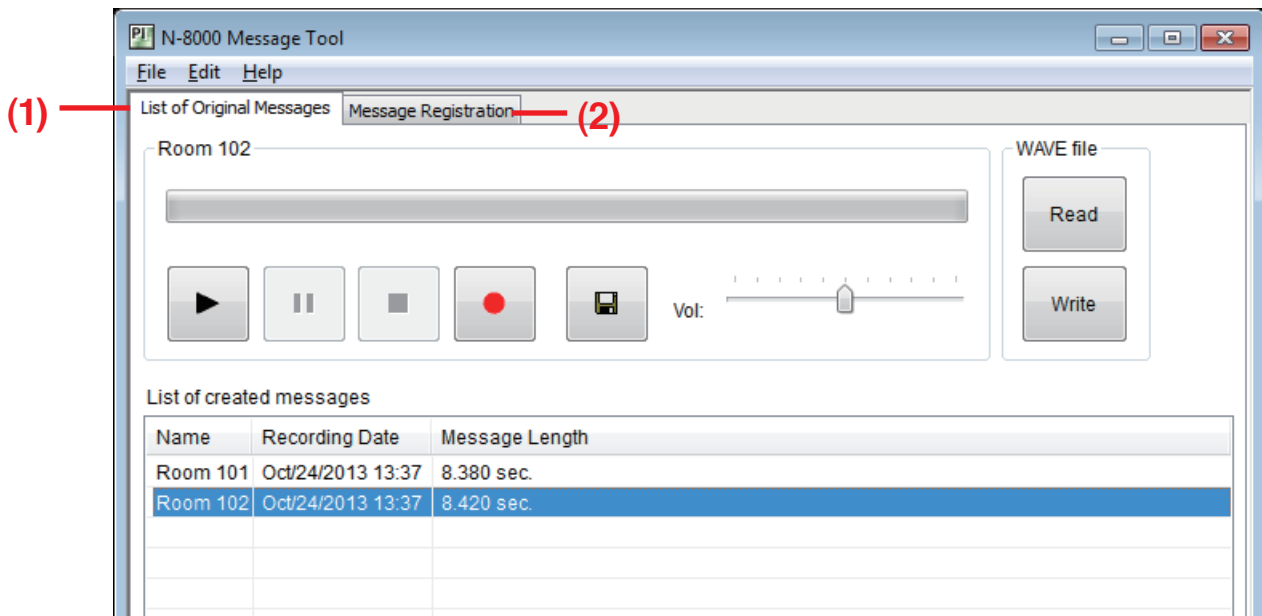 PJ N-8000 Message Tool
File Edit Help
(1) List of Original Messages Message Registration (2)
Room 102 WAVE file
Read
Vol: Write
List of created messages
Name Recording Date Message Length
Room 101 Oct/24/2013 13:37 8.380 sec.
Room 102 Oct/24/2013 13:37 8.420 sec.